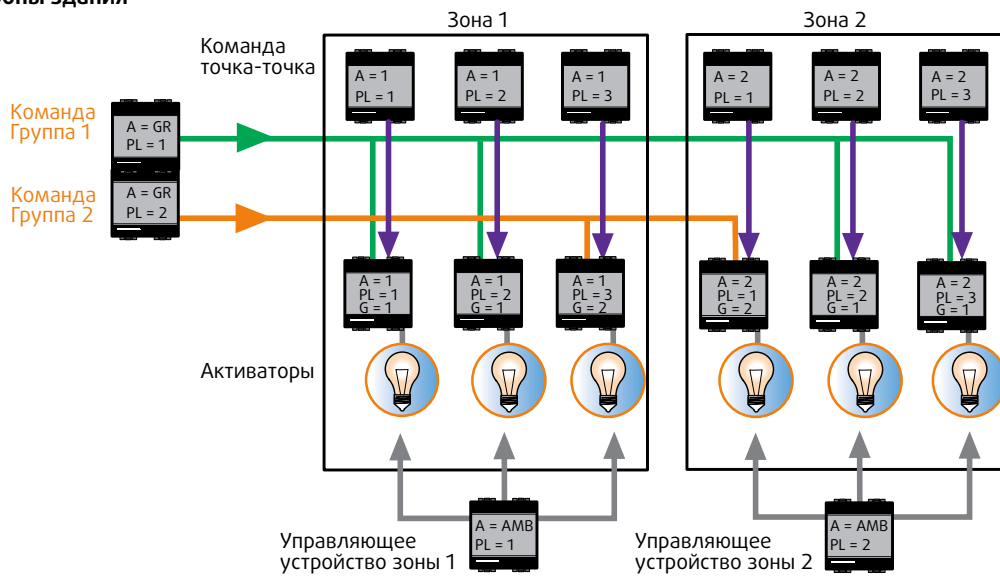 Зона 1
Зона 2
Команда
точка-точка
A = 1
PL = 1
A = 1
PL = 2
A = 1
PL = 3
A = 2
PL = 1
A = 2
PL = 2
A = 2
PL = 3
Команда
Группа 1
A = GR
PL = 1
Команда
Группа 2
A = GR
PL = 2
A = 1
PL = 1
G = 1
A = 1
PL = 2
G = 1
A = 1
PL = 3
G = 2
A = 2
PL = 1
G = 2
A = 2
PL = 2
G = 1
A = 2
PL = 3
G = 1
Активаторы
Управляющее
устройство зоны 1
A = AMB
PL = 1
Управляющее
устройство зоны 2
A = AMB
PL = 2